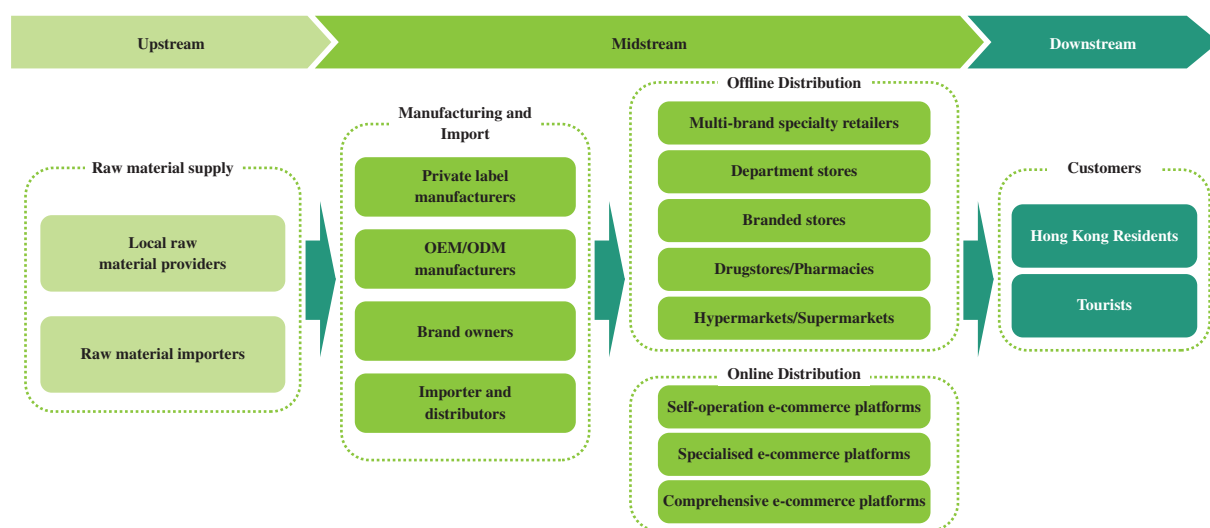 Upstream
Midstream
Downstream
Raw material supply
Local raw
material providers
Raw material importers
Manufacturing and
Import
Private label
manufacturers
OEM/ODM
manufacturers
Brand owners
Importer and
distributors
Offline Distribution
Multi-brand specialty retailers
Department stores
Branded stores
Drugstores/Pharmacies
Hypermarkets/Supermarkets
Online Distribution
Self-operation e-commerce platforms
Specialised e-commerce platforms
Comprehensive e-commerce platforms
Customers
Hong Kong Residents
Tourists